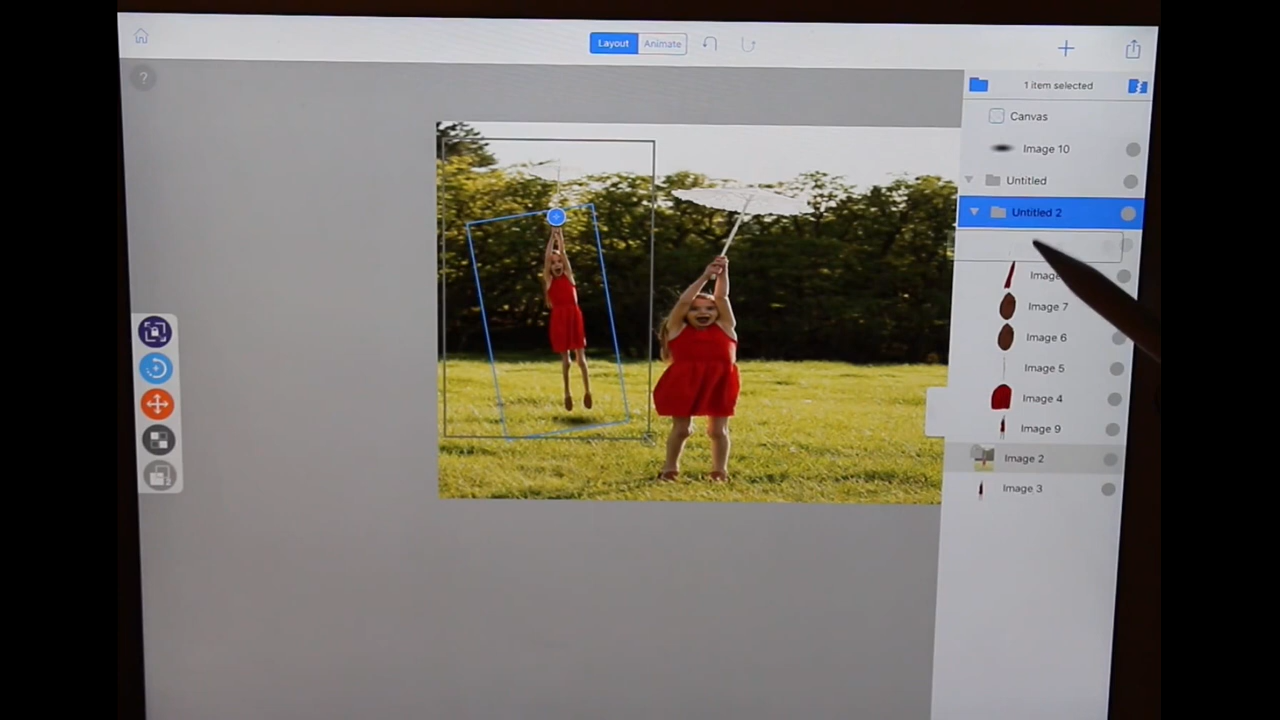 Layout Animate
?
1 item selected
Canvas
Image 10
Untitled
Untitled 2
Image 7
Image 6
Image 5
Image 4
Image 9
Image 2
Image 3